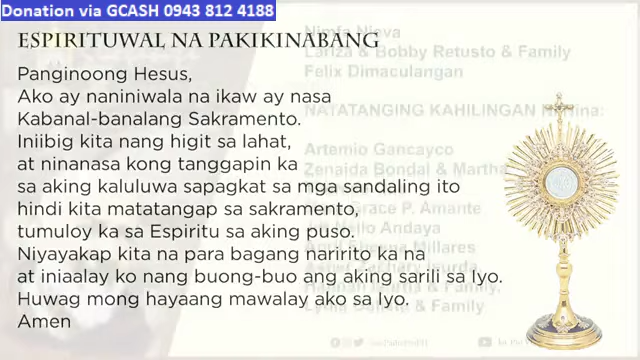 Donation via GCASH 0943 812 4188
ESPIRITUWAL NA PAKIKINABANG
Panginoong Hesus,
Ako ay naniniwala na ikaw ay nasa
Kabanal-banalang Sakramento.
Iniibig kita nang higit sa lahat,
at ninanasa kong tanggapin ka
sa aking kaluluwa sapagkat sa mga sandaling ito
hindi kita matatangap sa sakramento,
tumuloy ka sa Espiritu sa aking puso.
Niyayakap kita na para bagang naririto ka na
at iniaalay ko nang buong-buo ang aking sarili sa Iyo.
Huwag mong hayaang mawalay ako sa Iyo.
Amen
Nimfa Nieva
Lariza & Bobby Retusto & Family
Felix Dimaculangan
NATATANGING KAHILINGAN
Artemio Gancayco
Zenaida Bondal & Martha
Grace P. Amante
Andaya
Millares
& Family